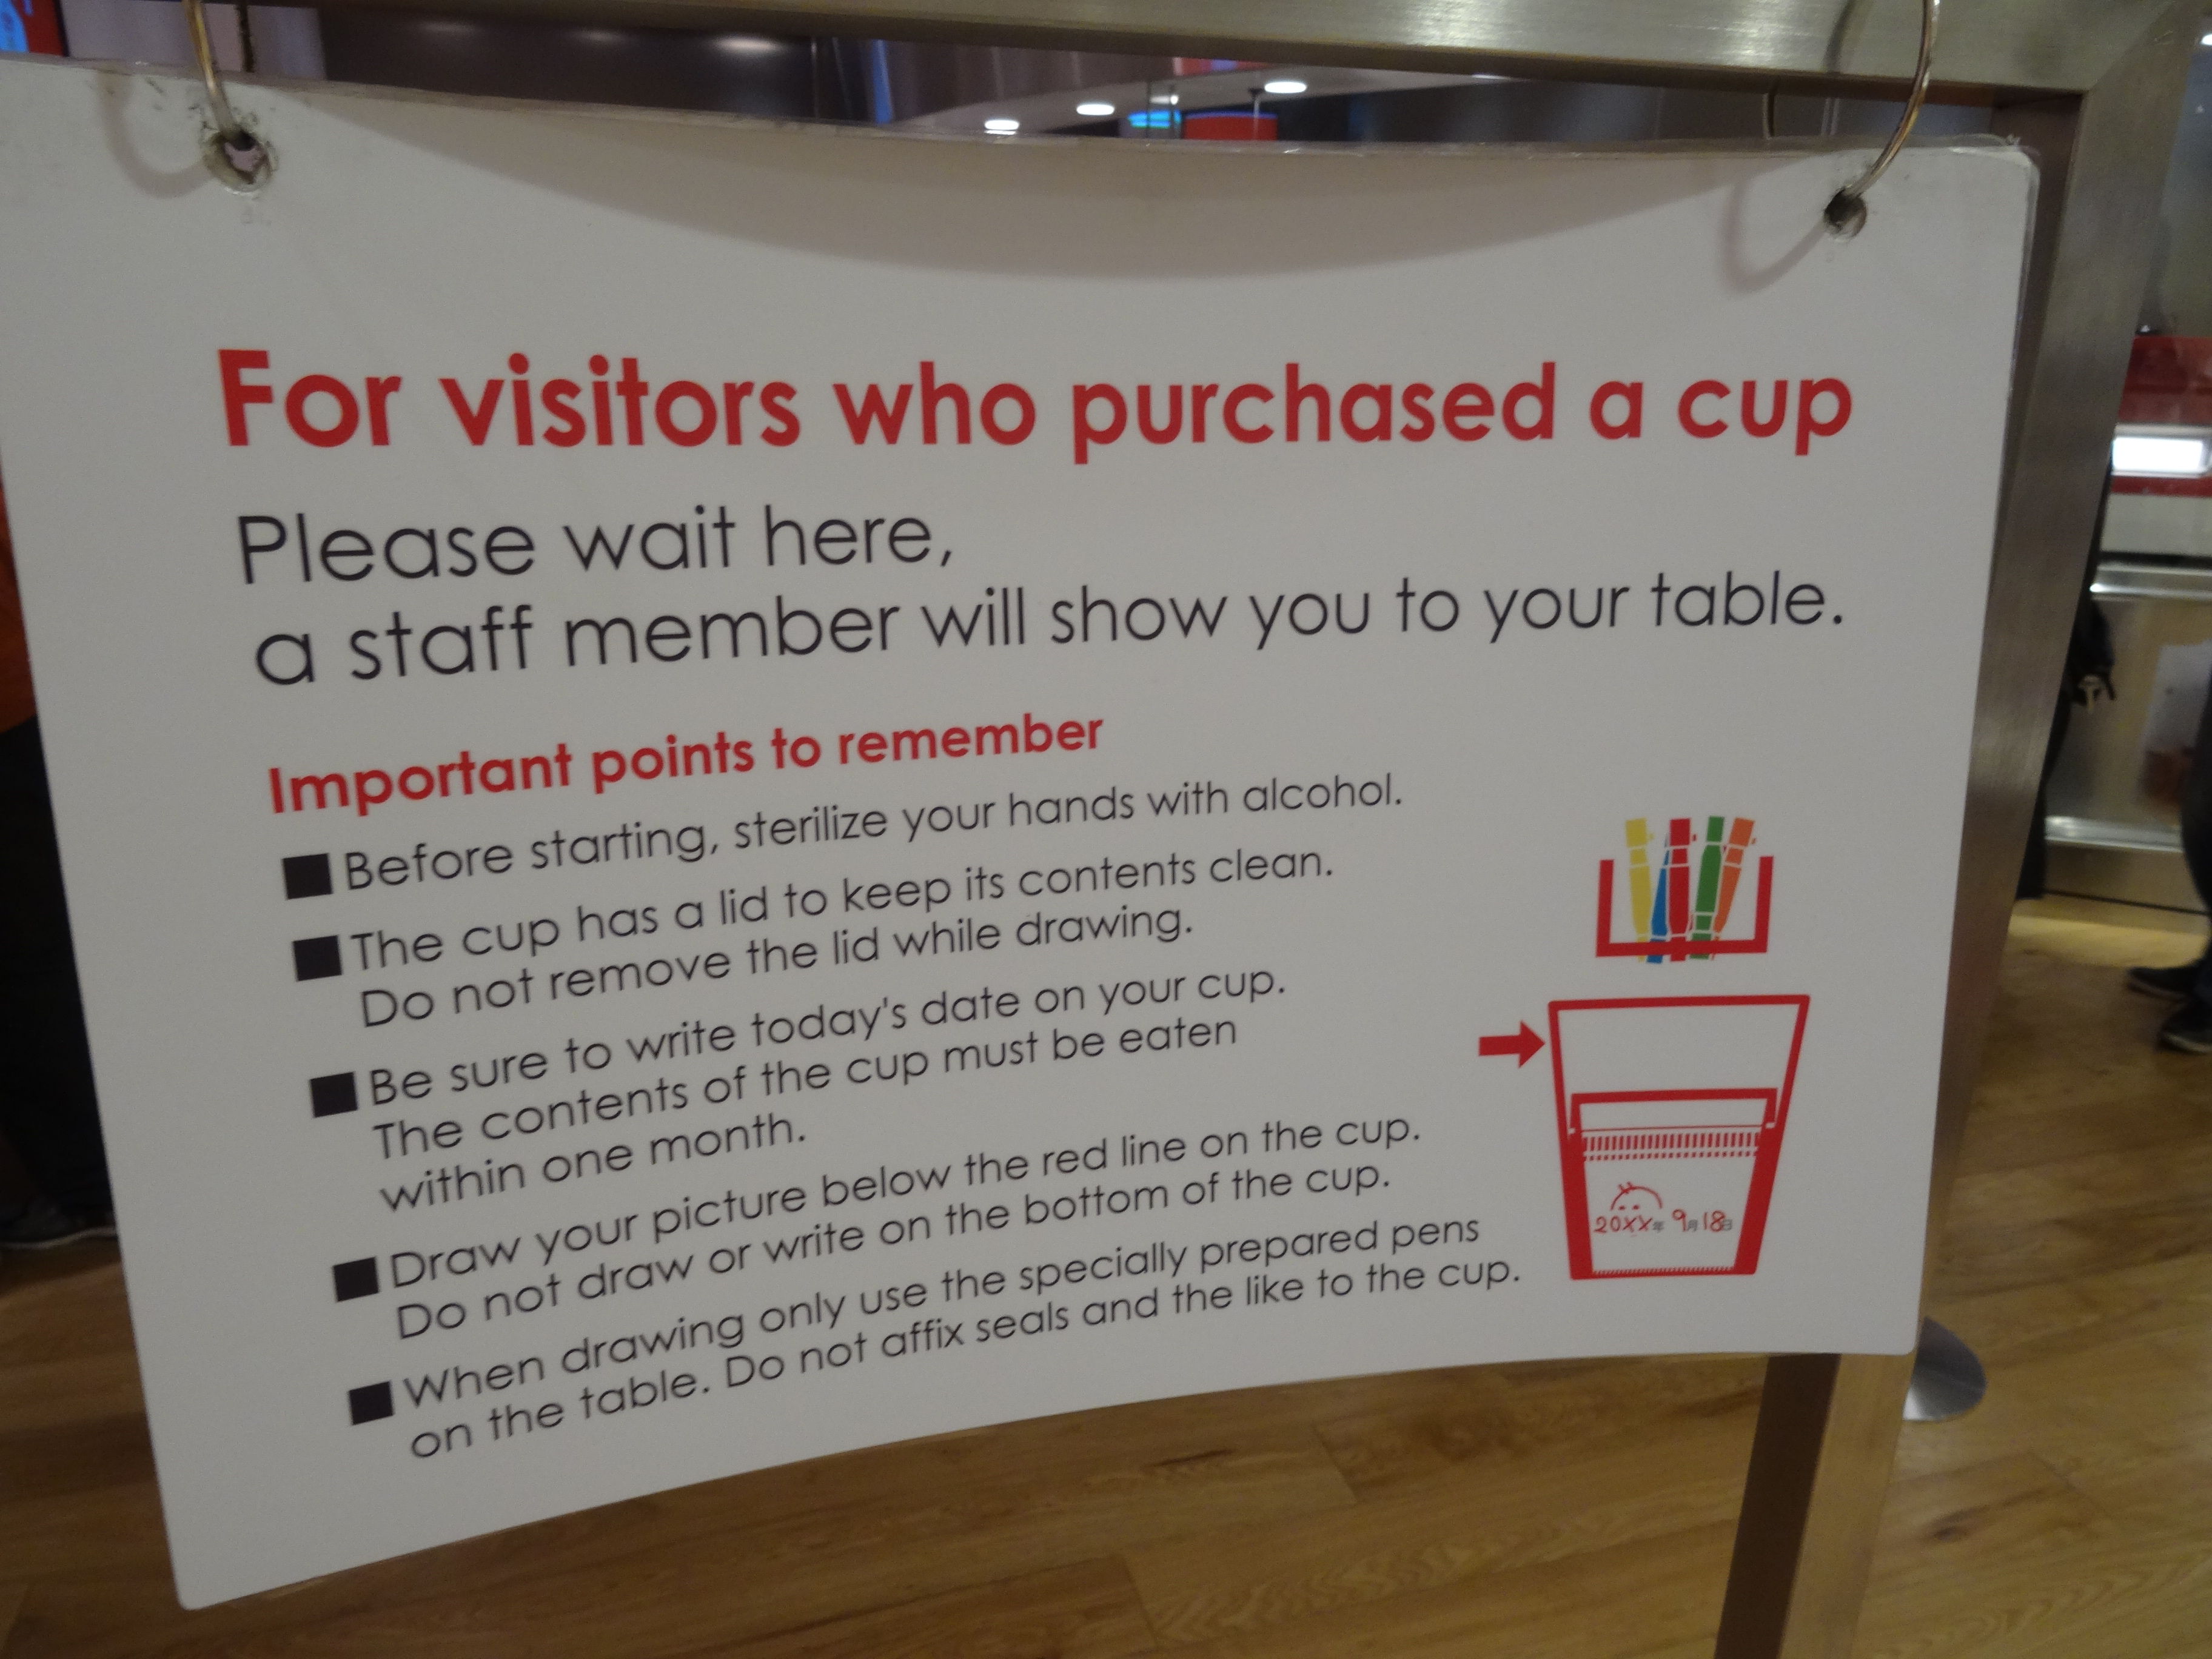 For visitors who purchased a cup
Please wait here,
a staff member will show you to your table.
Important points to remember
■ Before starting, sterilize your hands with alcohol.
■ The cup has a lid to keep its contents clean.
Do not remove the lid while drawing.
■ Be sure to write today's date on your cup.
The contents of the cup must be eaten
within one month.
■ Draw your picture below the red line on the cup.
Do not draw or write on the bottom of the cup.
■ When drawing only use the specially prepared pens
on the table. Do not affix seals and the like to the cup.
20XX年 9月18日